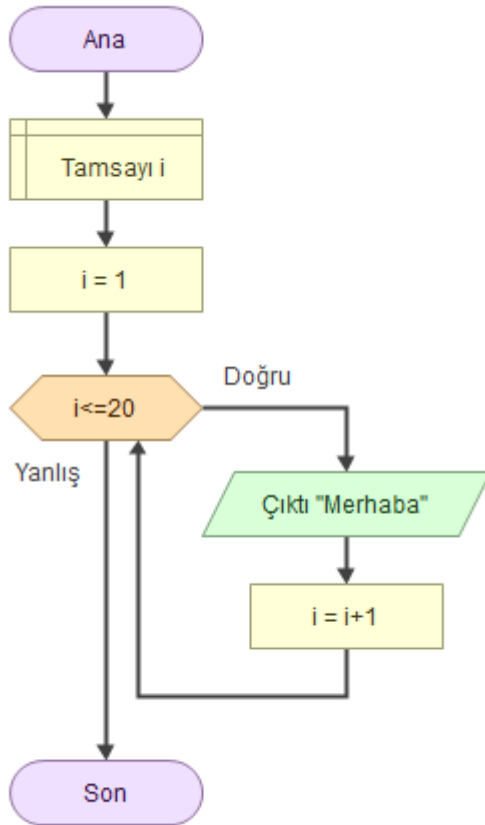 Ana
Tamsayı i
i = 1
i<=20
Doğru
Yanlış
Çıktı "Merhaba"
i = i+1
Son